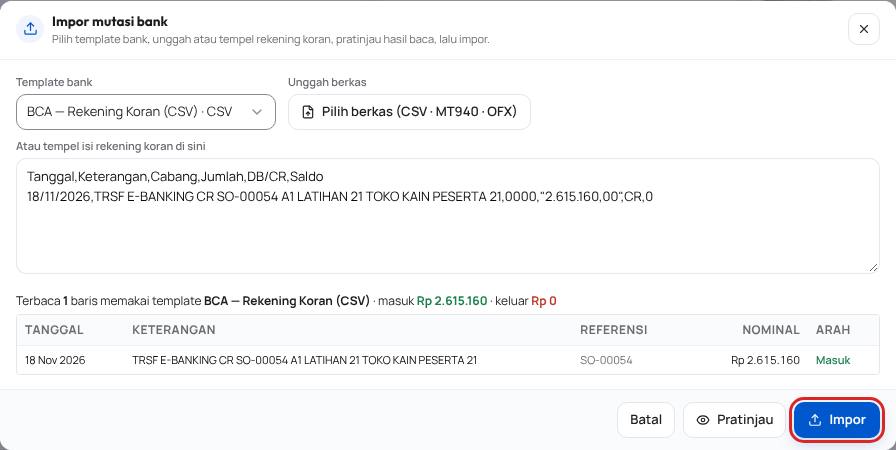 Impor mutasi bank
Pilih template bank, unggah atau tempel rekening koran, pratinjau hasil baca, lalu impor.
Template bank
Unggah berkas
BCA — Rekening Koran (CSV) · CSV
Pilih berkas (CSV · MT940 · OFX)
Atau tempel isi rekening koran di sini
Tanggal,Keterangan,Cabang,Jumlah,DB/CR,Saldo
18/11/2026,TRSF E-BANKING CR SO-00054 A1 LATIHAN 21 TOKO KAIN PESERTA 21,0000,"2.615.160,00",CR,0
Terbaca 1 baris memakai template BCA — Rekening Koran (CSV) · masuk Rp 2.615.160 · keluar Rp 0
TANGGAL KETERANGAN REFERENSI NOMINAL ARAH
18 Nov 2026 TRSF E-BANKING CR SO-00054 A1 LATIHAN 21 TOKO KAIN PESERTA 21 SO-00054 Rp 2.615.160 Masuk
Batal Pratinjau Impor